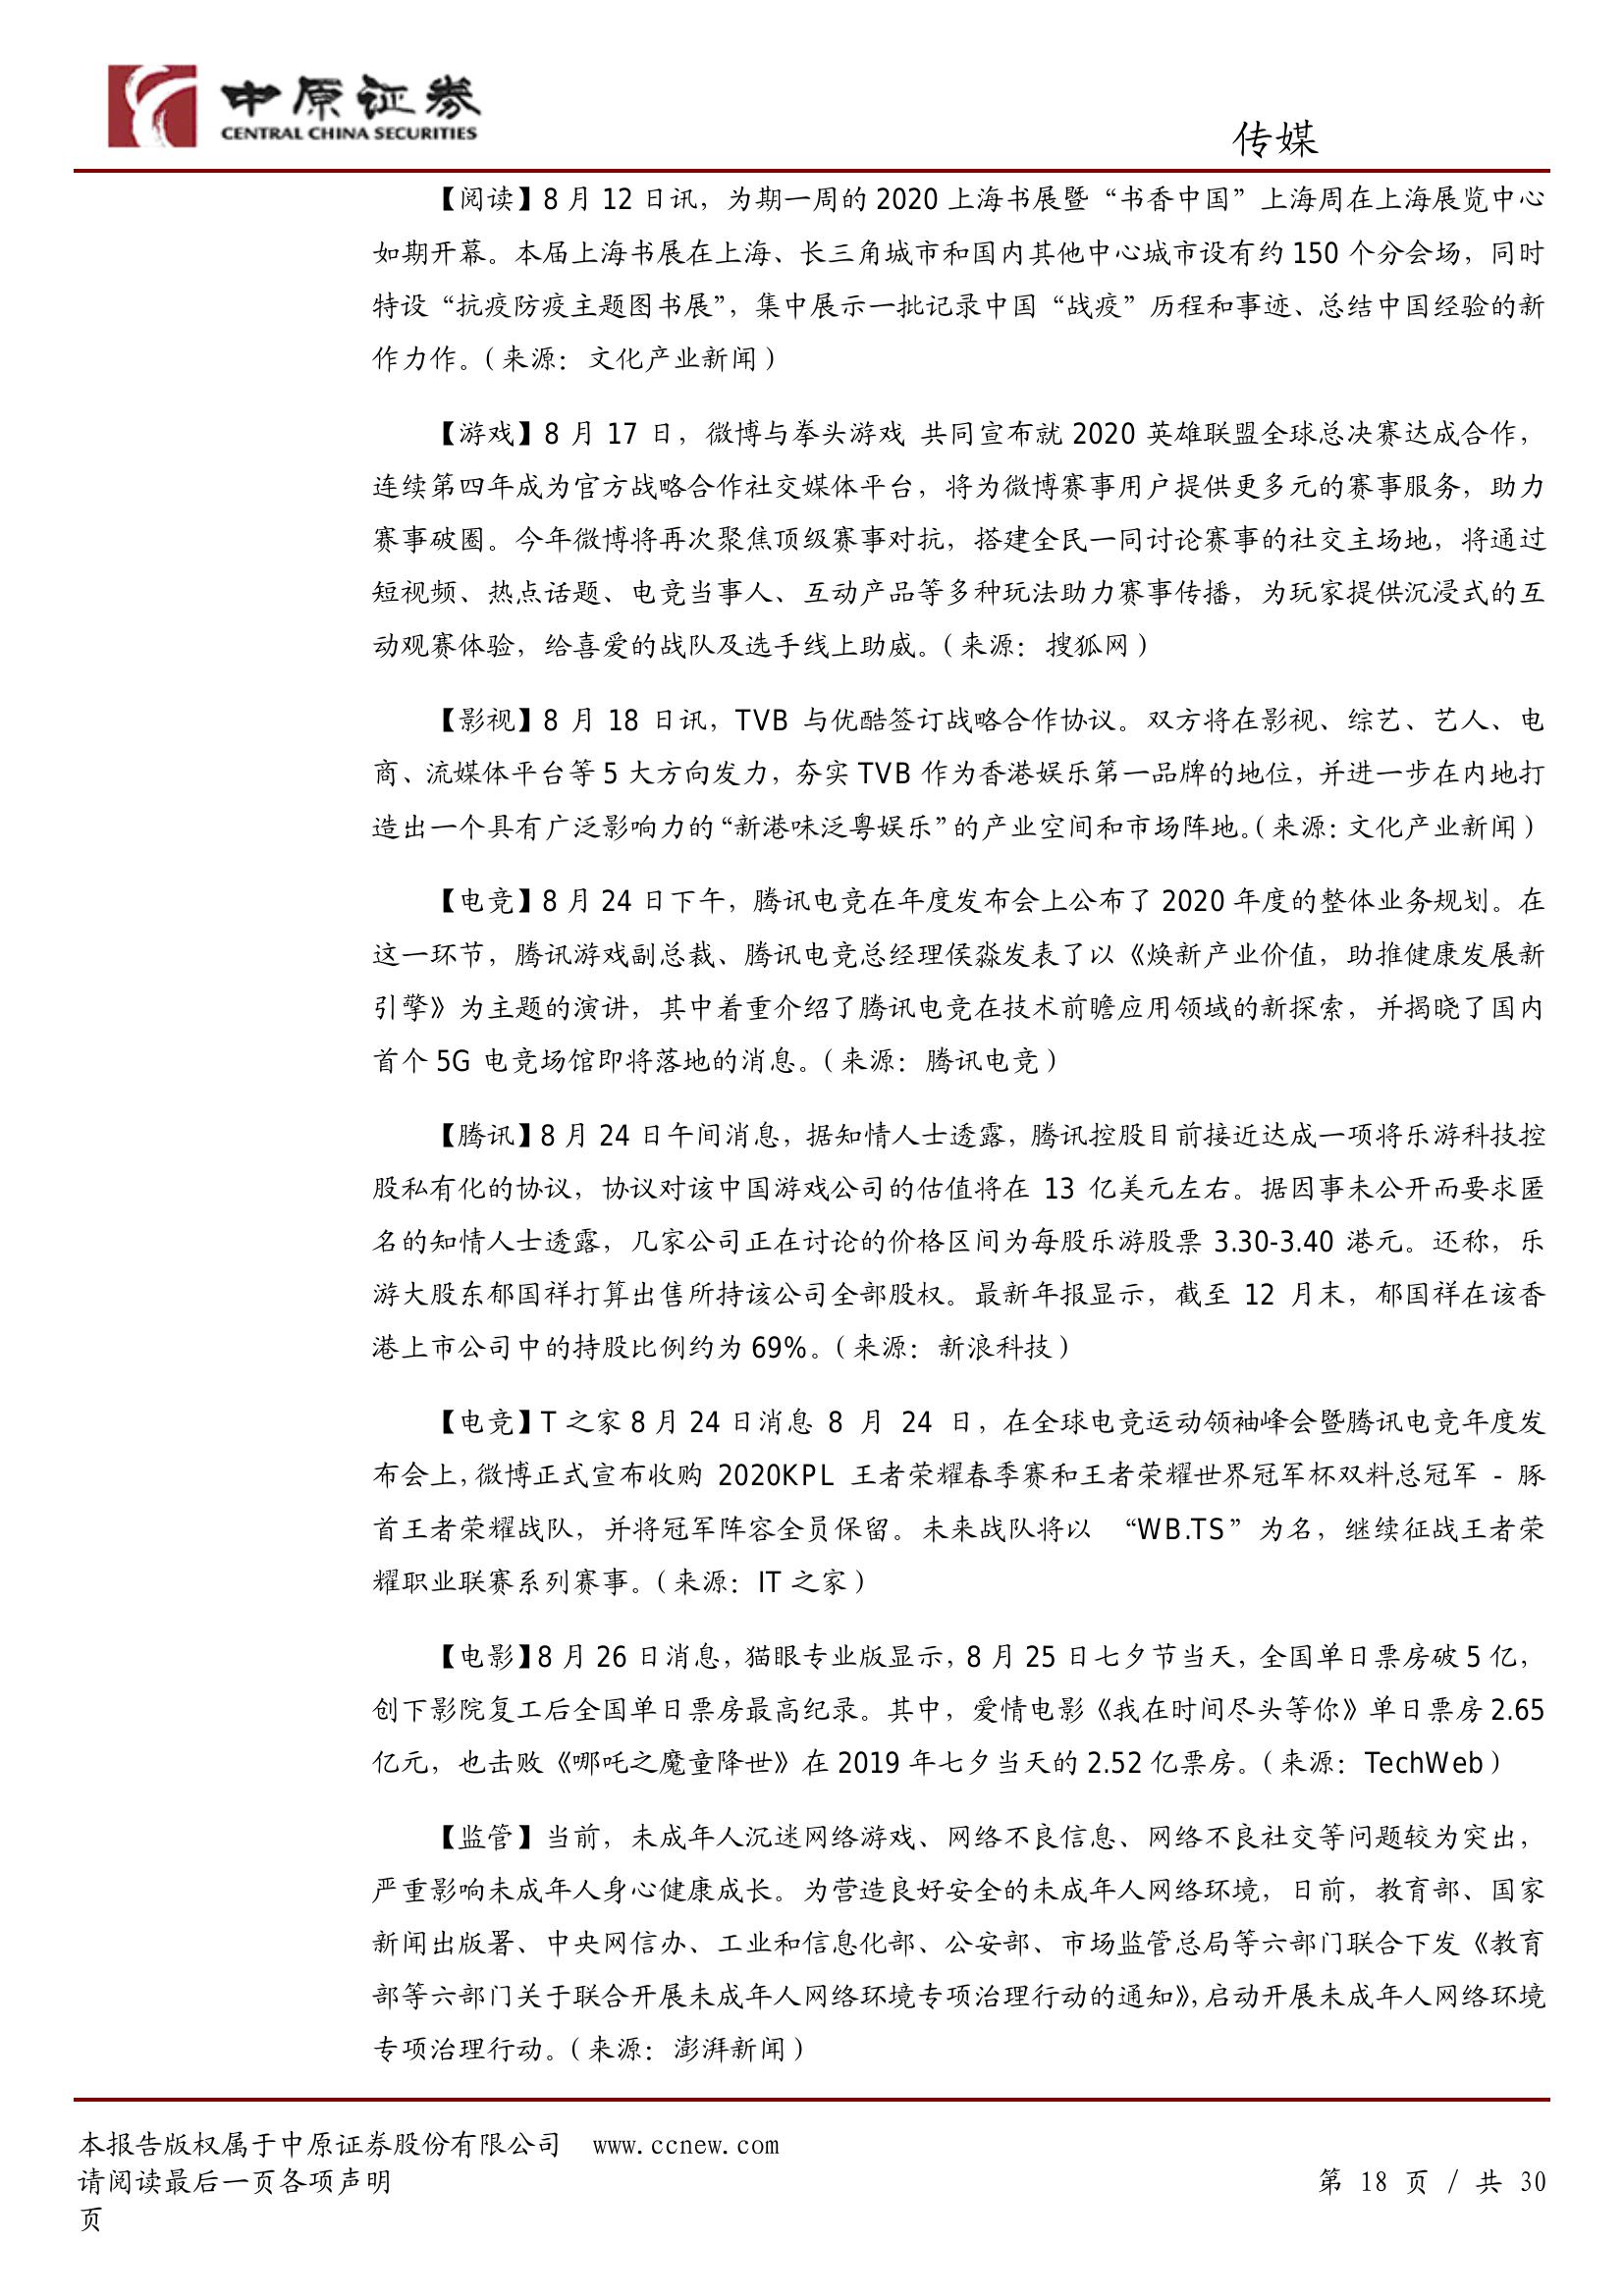 中原证券
CENTRAL CHINA SECURITIES
传媒
【阅读】8 月 12 日讯，为期一周的 2020 上海书展暨“书香中国”上海周在上海展览中心
如期开幕。本届上海书展在上海、长三角城市和国内其他中心城市设有约 150 个分会场，同时
特设“抗疫防疫主题图书展”，集中展示一批记录中国“战疫”历程和事迹、总结中国经验的新
作力作。（来源：文化产业新闻）
【游戏】8 月 17 日，微博与拳头游戏 共同宣布就 2020 英雄联盟全球总决赛达成合作，
连续第四年成为官方战略合作社交媒体平台，将为微博赛事用户提供更多元的赛事服务，助力
赛事破圈。今年微博将再次聚焦顶级赛事对抗，搭建全民一同讨论赛事的社交主场地，将通过
短视频、热点话题、电竞当事人、互动产品等多种玩法助力赛事传播，为玩家提供沉浸式的互
动观赛体验，给喜爱的战队及选手线上助威。（来源：搜狐网）
【影视】8 月 18 日讯，TVB 与优酷签订战略合作协议。双方将在影视、综艺、艺人、电
商、流媒体平台等 5 大方向发力，夯实 TVB 作为香港娱乐第一品牌的地位，并进一步在内地打
造出一个具有广泛影响力的“新港味泛粤娱乐”的产业空间和市场阵地。（来源：文化产业新闻）
【电竞】8 月 24 日下午，腾讯电竞在年度发布会上公布了 2020 年度的整体业务规划。在
这一环节，腾讯游戏副总裁、腾讯电竞总经理侯淼发表了以《焕新产业价值，助推健康发展新
引擎》为主题的演讲，其中着重介绍了腾讯电竞在技术前瞻应用领域的新探索，并揭晓了国内
首个 5G 电竞场馆即将落地的消息。（来源：腾讯电竞）
【腾讯】8 月 24 日午间消息，据知情人士透露，腾讯控股目前接近达成一项将乐游科技控
股私有化的协议，协议对该中国游戏公司的估值将在 13 亿美元左右。据因事未公开而要求匿
名的知情人士透露，几家公司正在讨论的价格区间为每股乐游股票 3.30-3.40 港元。还称，乐
游大股东郁国祥打算出售所持该公司全部股权。最新年报显示，截至 12 月末，郁国祥在该香
港上市公司中的持股比例约为 69%。（来源：新浪科技）
【电竞】T 之家 8 月 24 日消息 8 月 24 日，在全球电竞运动领袖峰会暨腾讯电竞年度发
布会上，微博正式宣布收购 2020KPL 王者荣耀春季赛和王者荣耀世界冠军杯双料总冠军 - 豚
首王者荣耀战队，并将冠军阵容全员保留。未来战队将以 “WB.TS”为名，继续征战王者荣
耀职业联赛系列赛事。（来源：IT 之家）
【电影】8 月 26 日消息，猫眼专业版显示，8 月 25 日七夕节当天，全国单日票房破 5 亿，
创下影院复工后全国单日票房最高纪录。其中，爱情电影《我在时间尽头等你》单日票房 2.65
亿元，也击败《哪吒之魔童降世》在 2019 年七夕当天的 2.52 亿票房。（来源：TechWeb）
【监管】当前，未成年人沉迷网络游戏、网络不良信息、网络不良社交等问题较为突出，
严重影响未成年人身心健康成长。为营造良好安全的未成年人网络环境，日前，教育部、国家
新闻出版署、中央网信办、工业和信息化部、公安部、市场监管总局等六部门联合下发《教育
部等六部门关于联合开展未成年人网络环境专项治理行动的通知》，启动开展未成年人网络环境
专项治理行动。（来源：澎湃新闻）
本报告版权属于中原证券股份有限公司 www.ccnew.com
请阅读最后一页各项声明 第 18 页 / 共 30
页